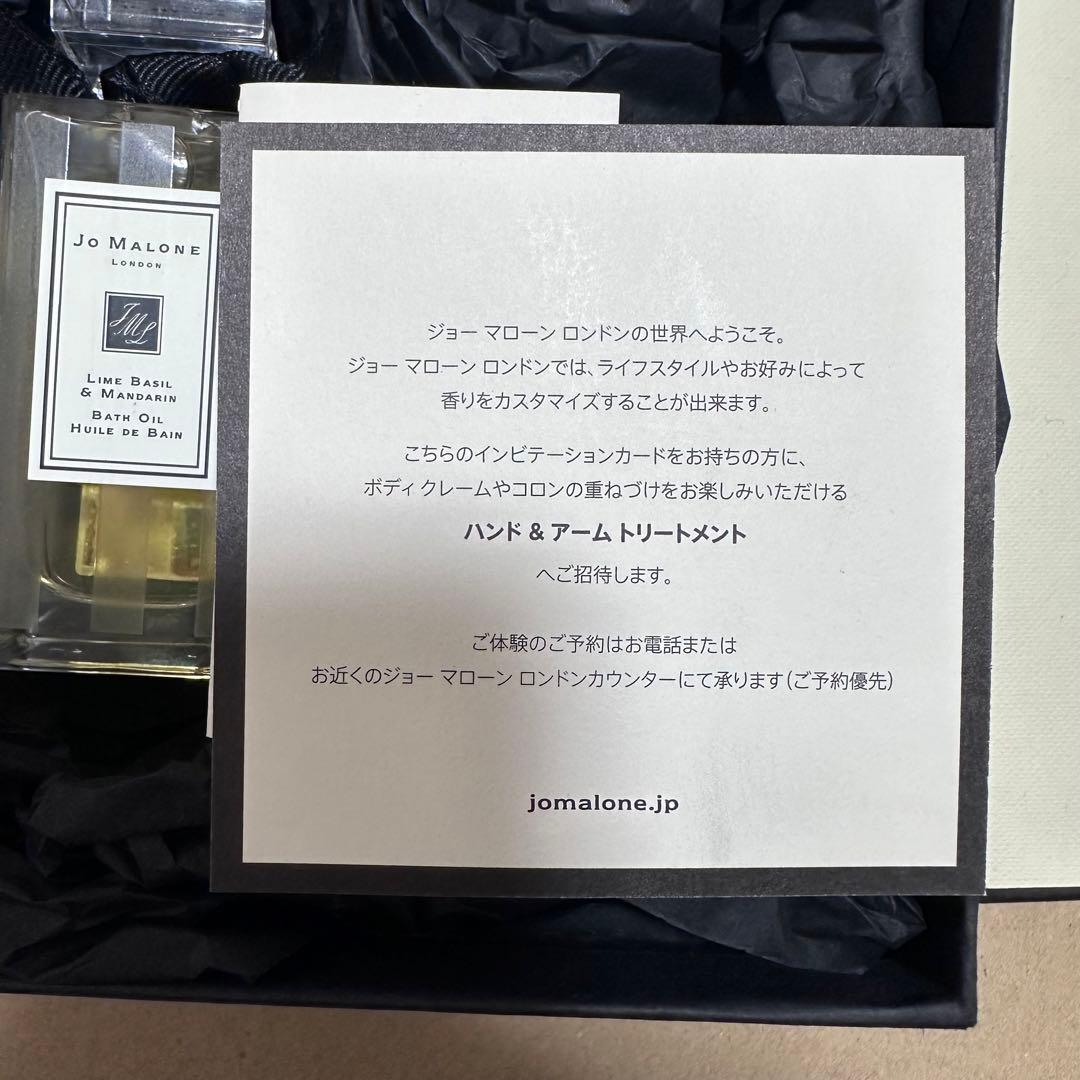 JO MALONE
LONDON
JML
LIME BASIL
& MANDARIN
BATH OIL
HUILE DE BAIN
ジョー マローン ロンドンの世界へようこそ。
ジョー マローン ロンドンでは、ライフスタイルやお好みによって
香りをカスタマイズすることが出来ます。
こちらのインビテーションカードをお持ちの方に、
ボディ クレームやコロンの重ねづけをお楽しみいただける
ハンド & アーム トリートメント
へご招待します。
ご体験のご予約はお電話または
お近くのジョー マローン ロンドンカウンターにて承ります（ご予約優先）
jomalone.jp